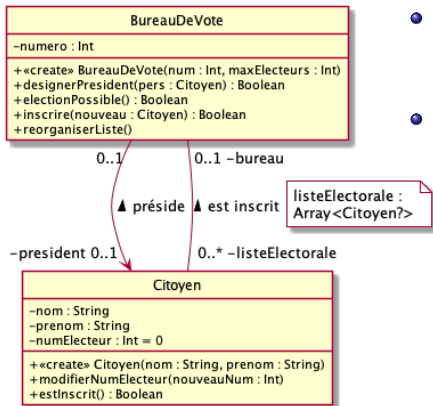 BureauDeVote
-numero : Int
+«create» BureauDeVote(num : Int, maxElecteurs : Int)
+designerPresident(pers : Citoyen) : Boolean
+electionPossible() : Boolean
+inscrire(nouveau : Citoyen) : Boolean
+reorganiserListe()
0..1
0..1 -bureau
préside
est inscrit
listeElectorale :
Array<Citoyen?>
-president 0..1
0..* -listeElectorale
Citoyen
-nom : String
-prenom : String
-numElecteur : Int = 0
+«create» Citoyen(nom : String, prenom : String)
+modifierNumElecteur(nouveauNum : Int)
+estInscrit() : Boolean